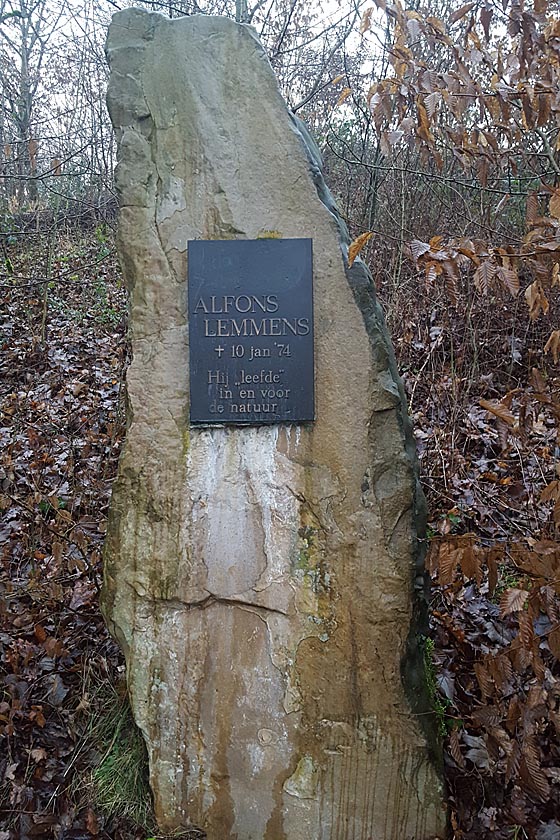 ALFONS
LEMMENS
✝ 10 jan '74
Hij „leefde”
in en voor
de natuur